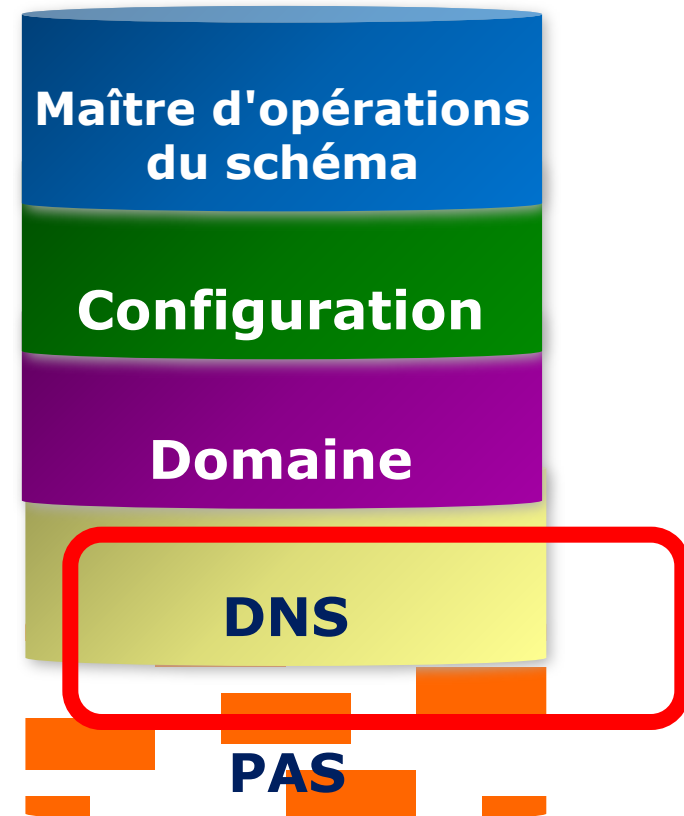 Maître d'opérations
du schéma
Configuration
Domaine
DNS
PAS